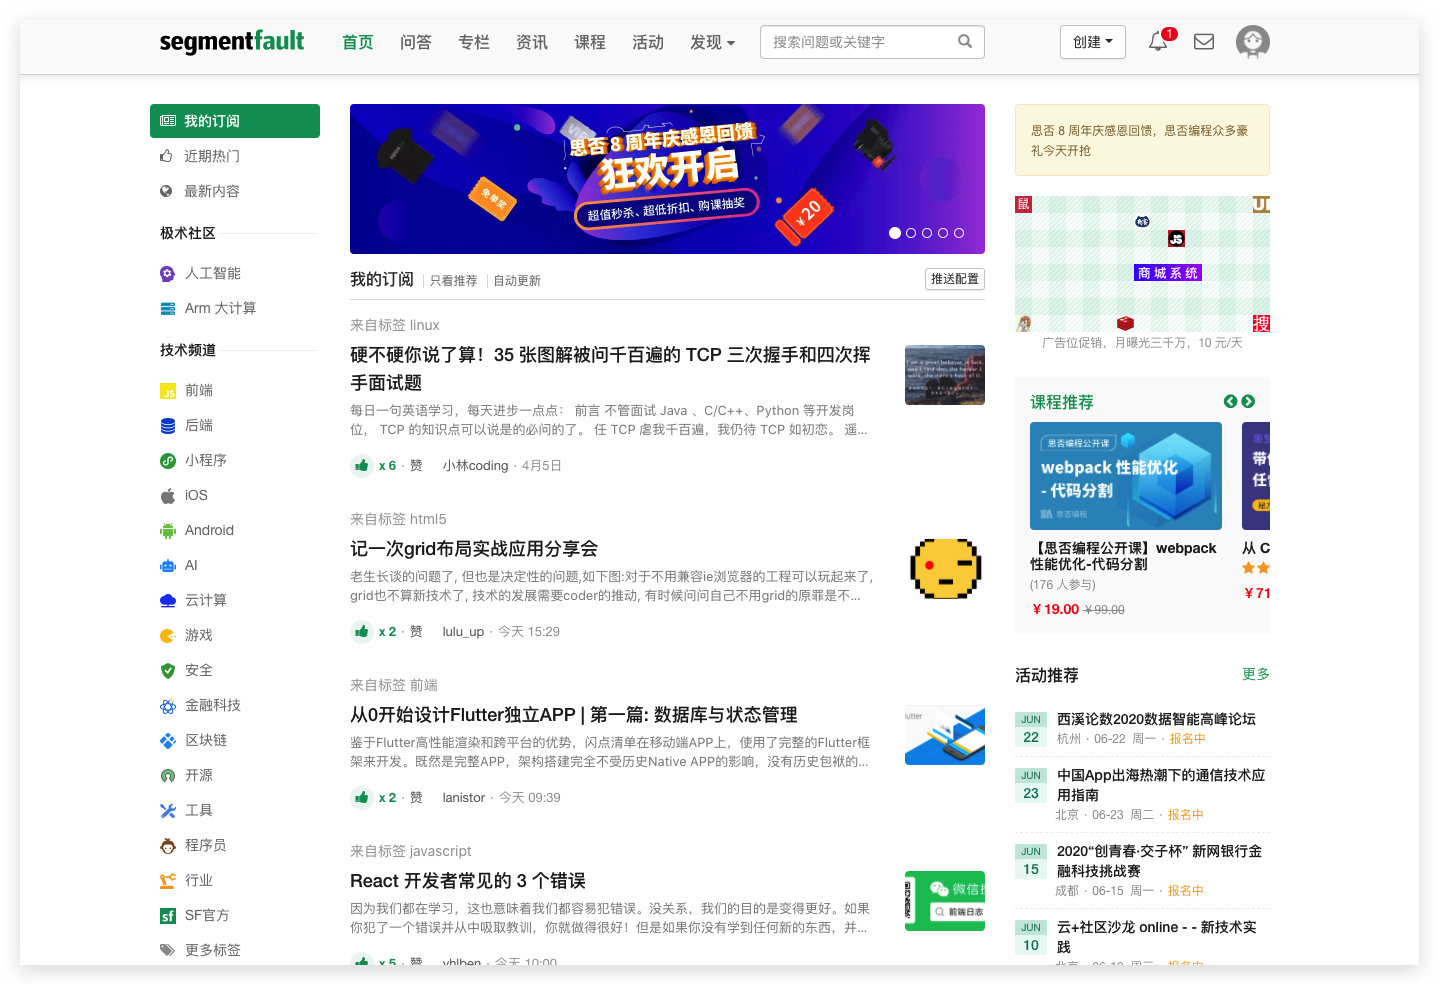 segmentfault
首页
问答
专栏
资讯
课程
活动
发现
搜索问题或关键字
创建
1
我的订阅
近期热门
最新内容
极术社区
人工智能
Arm 大计算
技术频道
前端
后端
小程序
iOS
Android
AI
云计算
游戏
安全
金融科技
区块链
开源
工具
程序员
行业
SF官方
更多标签
思否 8 周年庆感恩回馈
狂欢开启
超值秒杀、超低折扣、购课抽奖
免单奖
¥20
VIP
我的订阅
只看推荐
自动更新
推送配置
来自标签 linux
硬不硬你说了算！35 张图解被问千百遍的 TCP 三次握手和四次挥
手面试题
每日一句英语学习，每天进步一点点： 前言 不管面试 Java 、C/C++、Python 等开发岗
位， TCP 的知识点可以说是的必问的了。 任 TCP 虐我千百遍，我仍待 TCP 如初恋。 遥...
x 6 · 赞 小林coding · 4月5日
来自标签 html5
记一次grid布局实战应用分享会
老生长谈的问题了, 但也是决定性的问题,如下图:对于不用兼容ie浏览器的工程可以玩起来了,
grid也不算新技术了, 技术的发展需要coder的推动, 有时候问问自己不用grid的原罪是不...
x 2 · 赞 lulu_up · 今天 15:29
来自标签 前端
从0开始设计Flutter独立APP | 第一篇: 数据库与状态管理
鉴于Flutter高性能渲染和跨平台的优势，闪点清单在移动端APP上，使用了完整的Flutter框
架来开发。既然是完整APP，架构搭建完全不受历史Native APP的影响，没有历史包袱的...
x 2 · 赞 lanistor · 今天 09:39
来自标签 javascript
React 开发者常见的 3 个错误
因为我们都在学习，这也意味着我们都容易犯错误。没关系，我们的目的是变得更好。如果
你犯了一个错误并从中吸取教训，你就做得很好！但是如果你没有学到任何新的东西，并...
微信搜
前端日志
x 5 · 赞 yhlben · 今天 10:00
思否 8 周年庆感恩回馈，思否编程众多豪
礼今天开抢
鼠
JS
商 城 系 统
搜
广告位促销，月曝光三千万，10 元/天
课程推荐
思否编程公开课
webpack 性能优化
- 代码分割
思否编程
【思否编程公开课】webpack
性能优化-代码分割
(176 人参与)
¥ 19.00 ¥ 99.00
从 C
¥ 71
活动推荐
更多
JUN
22
西溪论数2020数据智能高峰论坛
杭州 · 06-22 周一 · 报名中
JUN
23
中国App出海热潮下的通信技术应
用指南
北京 · 06-23 周二 · 报名中
JUN
15
2020“创青春·交子杯” 新网银行金
融科技挑战赛
成都 · 06-15 周一 · 报名中
JUN
10
云+社区沙龙 online - - 新技术实
践